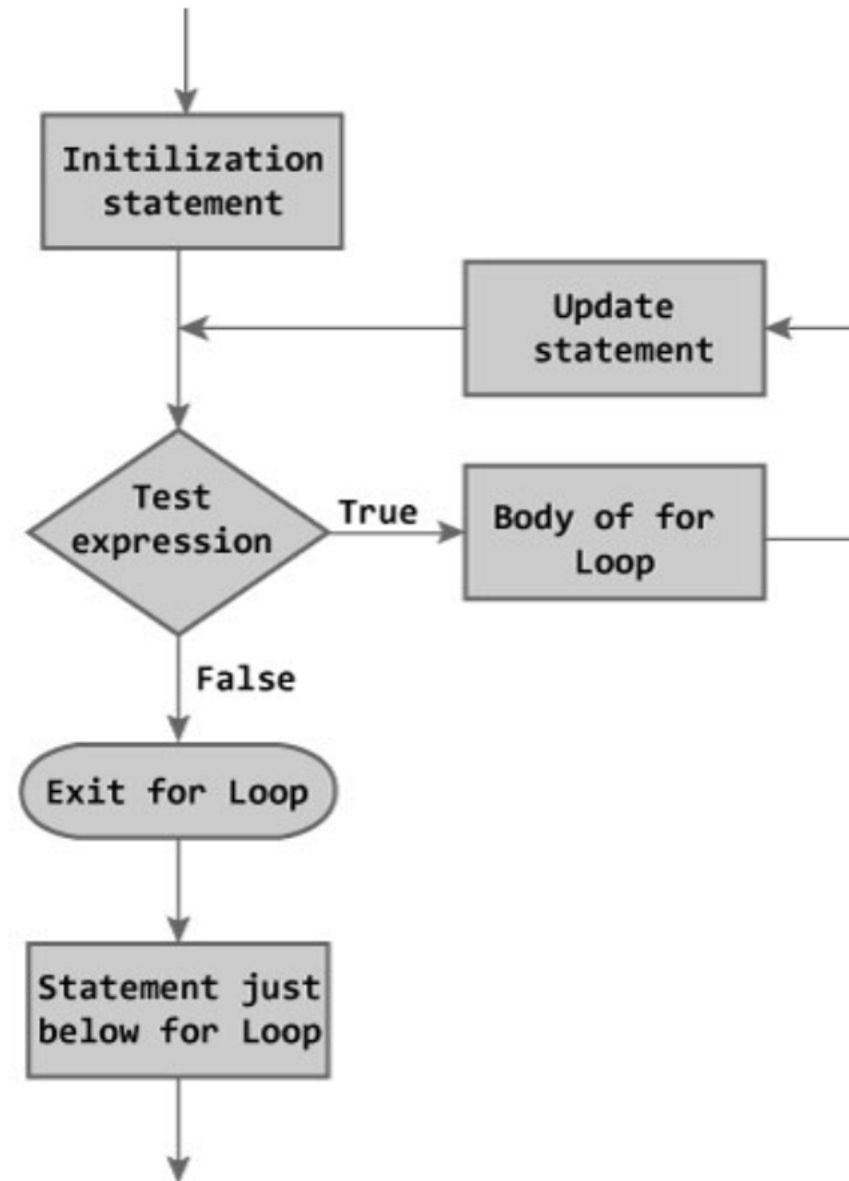 Initilization
statement
Update
statement
Test
expression
True
Body of for
Loop
False
Exit for Loop
Statement just
below for Loop